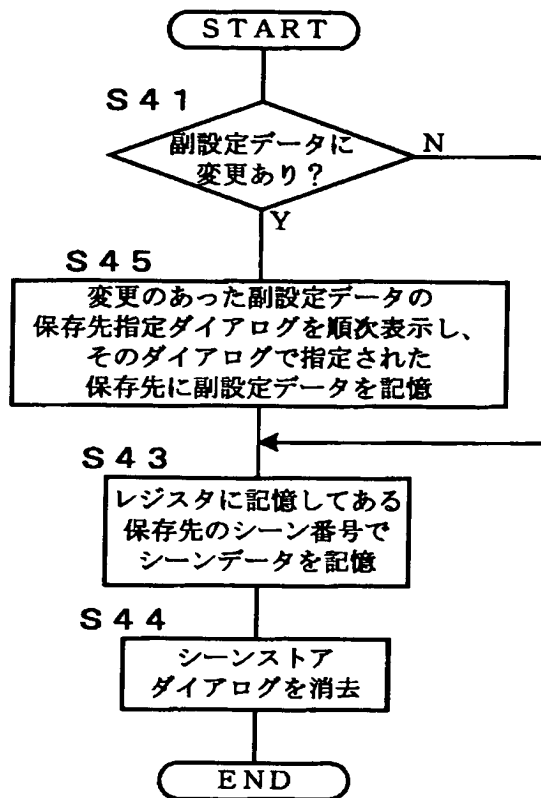 START
S41
副設定データに
変更あり？
N
Y
S45
変更のあった副設定データの
保存先指定ダイアログを順次表示し、
そのダイアログで指定された
保存先に副設定データを記憶
S43
レジスタに記憶してある
保存先のシーン番号で
シーンデータを記憶
S44
シーンストア
ダイアログを消去
END